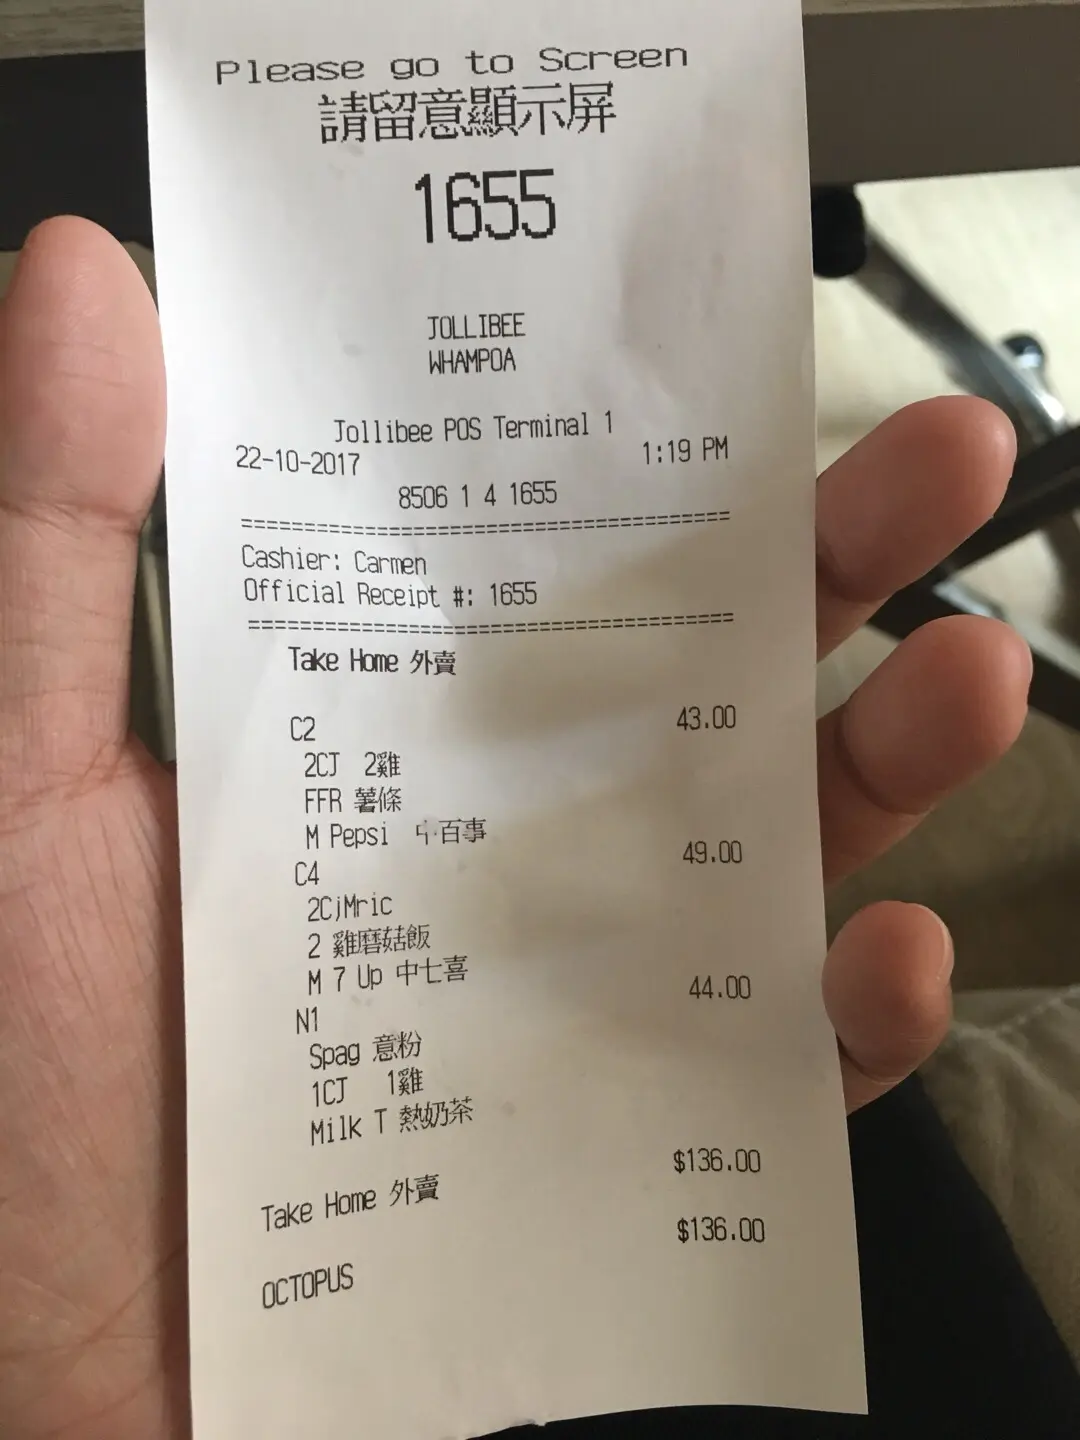 Please go to Screen
請留意顯示屏
1655
JOLLIBEE
WHAMPOA
Jollibee POS Terminal 1
22-10-2017 1:19 PM
8506 1 4 1655
=======================================
Cashier: Carmen
Official Receipt #: 1655
=======================================
Take Home 外賣
C2 43.00
2CJ 2雞
FFR 薯條
M Pepsi 中百事
C4 49.00
2CjMric
2 雞磨菇飯
M 7 Up 中七喜
N1 44.00
Spag 意粉
1CJ 1雞
Milk T 熱奶茶
Take Home 外賣 $136.00
OCTOPUS $136.00